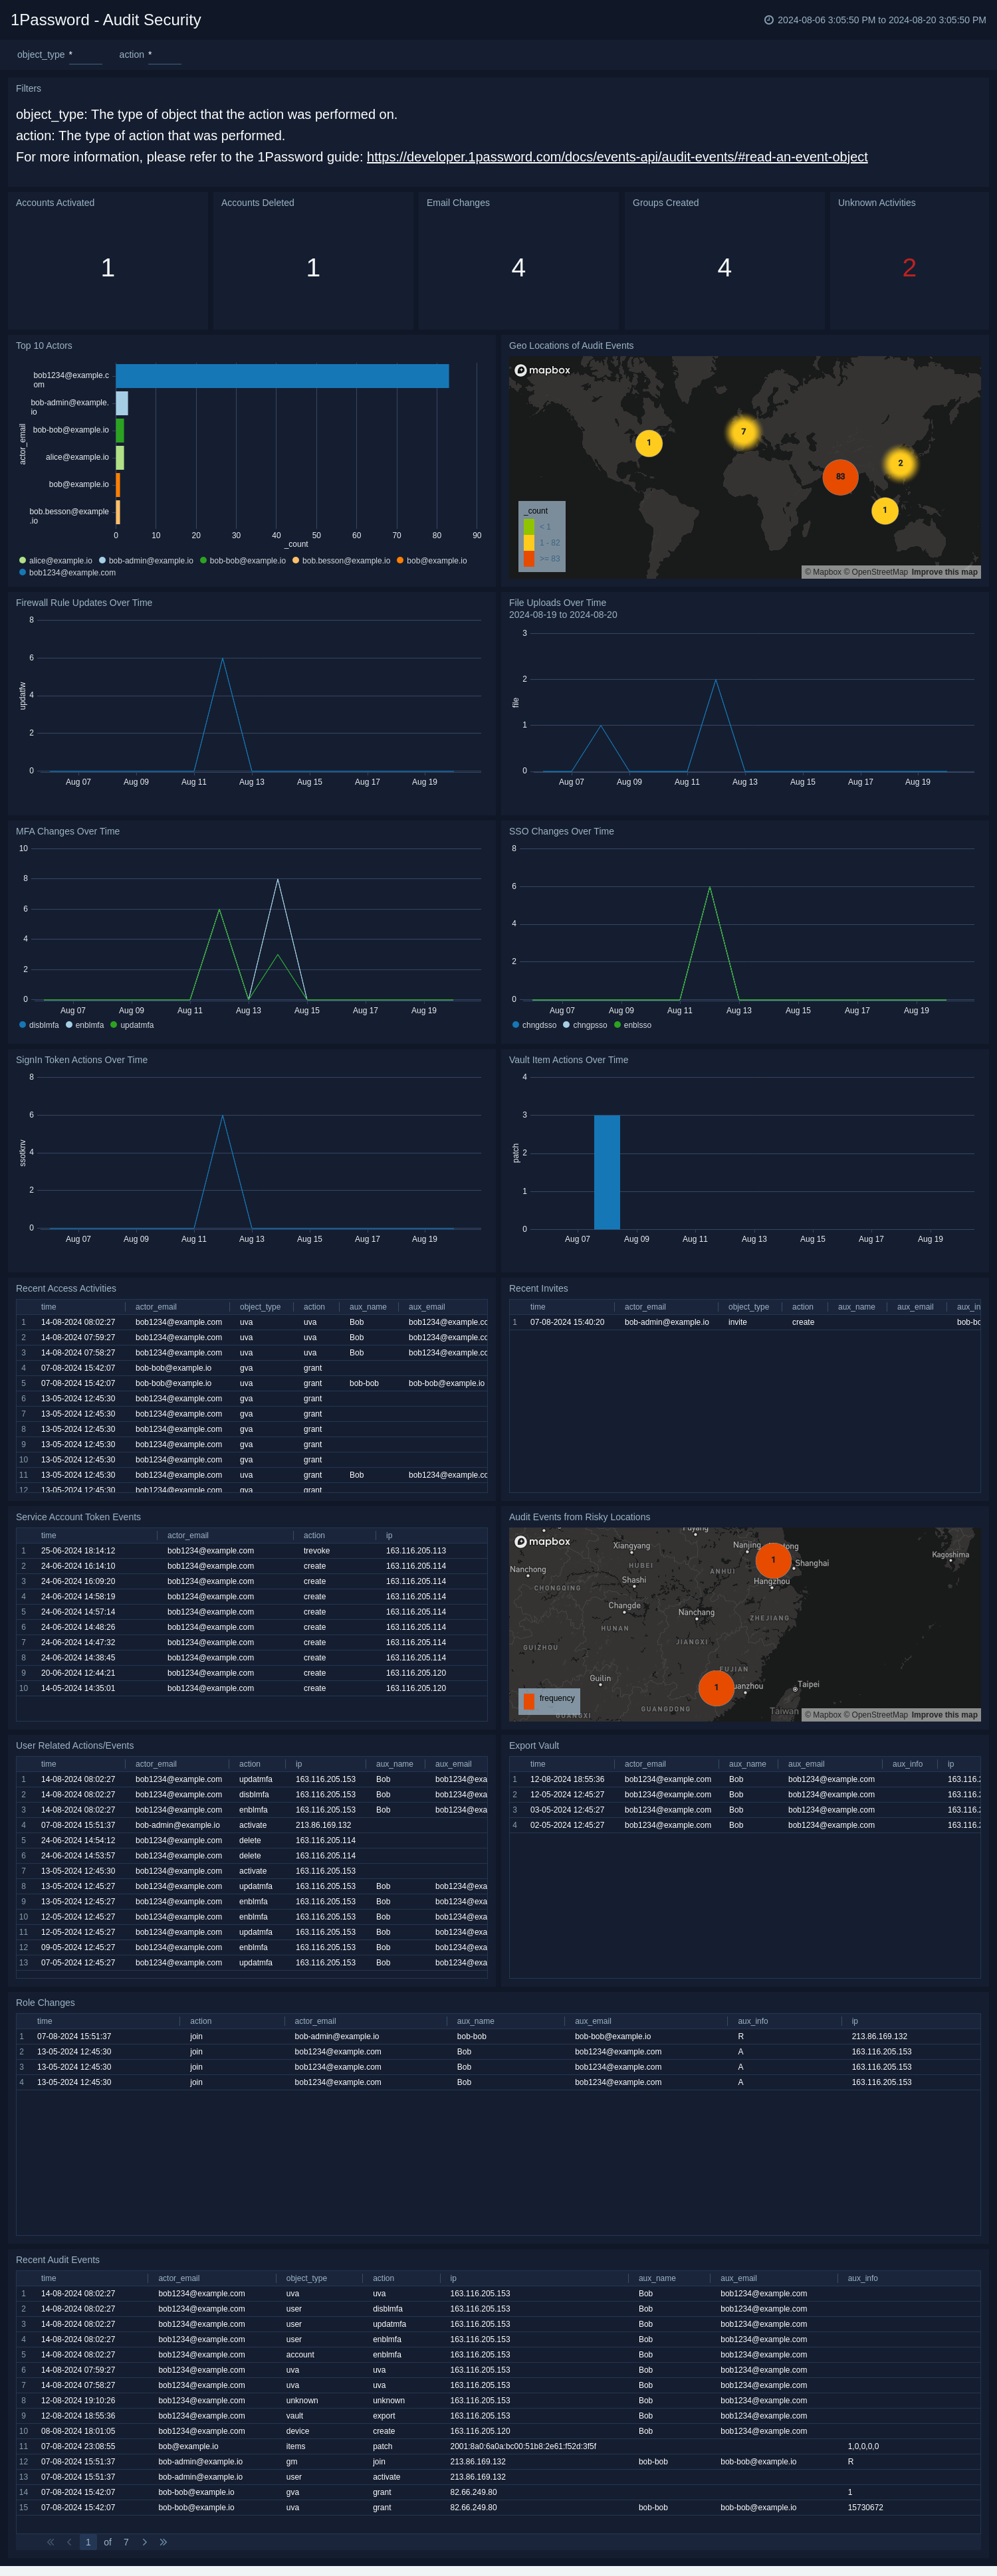 1Password - Audit Security
2024-08-06 3:05:50 PM to 2024-08-20 3:05:50 PM
object_type * action *
Filters
object_type: The type of object that the action was performed on.
action: The type of action that was performed.
For more information, please refer to the 1Password guide: https://developer.1password.com/docs/events-api/audit-events/#read-an-event-object
Accounts Activated
1
Accounts Deleted
1
Email Changes
4
Groups Created
4
Unknown Activities
2
Top 10 Actors
actor_email
bob1234@example.c
om
bob-admin@example.
io
bob-bob@example.io
alice@example.io
bob@example.io
bob.besson@example
.io
0 10 20 30 40 50 60 70 80 90
_count
alice@example.io bob-admin@example.io bob-bob@example.io bob.besson@example.io bob@example.io
bob1234@example.com
Geo Locations of Audit Events
mapbox
1
7
83
2
1
_count
< 1
1 - 82
>= 83
© Mapbox © OpenStreetMap Improve this map
Firewall Rule Updates Over Time
updatfw
8
6
4
2
0
Aug 07 Aug 09 Aug 11 Aug 13 Aug 15 Aug 17 Aug 19
File Uploads Over Time
2024-08-19 to 2024-08-20
file
3
2
1
0
Aug 07 Aug 09 Aug 11 Aug 13 Aug 15 Aug 17 Aug 19
MFA Changes Over Time
10
8
6
4
2
0
Aug 07 Aug 09 Aug 11 Aug 13 Aug 15 Aug 17 Aug 19
disblmfa enblmfa updatmfa
SSO Changes Over Time
8
6
4
2
0
Aug 07 Aug 09 Aug 11 Aug 13 Aug 15 Aug 17 Aug 19
chngdsso chngpsso enblsso
SignIn Token Actions Over Time
ssotknv
8
6
4
2
0
Aug 07 Aug 09 Aug 11 Aug 13 Aug 15 Aug 17 Aug 19
Vault Item Actions Over Time
patch
4
3
2
1
0
Aug 07 Aug 09 Aug 11 Aug 13 Aug 15 Aug 17 Aug 19
Recent Access Activities
time actor_email object_type action aux_name aux_email
1 14-08-2024 08:02:27 bob1234@example.com uva uva Bob bob1234@example.cc
2 14-08-2024 07:59:27 bob1234@example.com uva uva Bob bob1234@example.cc
3 14-08-2024 07:58:27 bob1234@example.com uva uva Bob bob1234@example.cc
4 07-08-2024 15:42:07 bob-bob@example.io gva grant
5 07-08-2024 15:42:07 bob-bob@example.io uva grant bob-bob bob-bob@example.io
6 13-05-2024 12:45:30 bob1234@example.com gva grant
7 13-05-2024 12:45:30 bob1234@example.com gva grant
8 13-05-2024 12:45:30 bob1234@example.com gva grant
9 13-05-2024 12:45:30 bob1234@example.com gva grant
10 13-05-2024 12:45:30 bob1234@example.com gva grant
11 13-05-2024 12:45:30 bob1234@example.com uva grant Bob bob1234@example.cc
12 13-05-2024 12:45:30 bob1234@example.com gva grant
Recent Invites
time actor_email object_type action aux_name aux_email aux_in
1 07-08-2024 15:40:20 bob-admin@example.io invite create bob-bc
Service Account Token Events
time actor_email action ip
1 25-06-2024 18:14:12 bob1234@example.com trevoke 163.116.205.113
2 24-06-2024 16:14:10 bob1234@example.com create 163.116.205.114
3 24-06-2024 16:09:20 bob1234@example.com create 163.116.205.114
4 24-06-2024 14:58:19 bob1234@example.com create 163.116.205.114
5 24-06-2024 14:57:14 bob1234@example.com create 163.116.205.114
6 24-06-2024 14:48:26 bob1234@example.com create 163.116.205.114
7 24-06-2024 14:47:32 bob1234@example.com create 163.116.205.114
8 24-06-2024 14:38:45 bob1234@example.com create 163.116.205.114
9 20-06-2024 12:44:21 bob1234@example.com create 163.116.205.120
10 14-05-2024 14:35:01 bob1234@example.com create 163.116.205.120
Audit Events from Risky Locations
mapbox
Xiangyang Nanjing
Nanchong HUBEI ANHUI Shanghai Kagoshima
CHONGQING Shashi Hangzhou
Changde Nanchang ZHEJIANG
HUNAN JIANGXI
GUIZHOU FUJIAN
Guilin uanzhou Taipei
GUANGXI GUANGDONG Taiwan
1
1
frequency
© Mapbox © OpenStreetMap Improve this map
User Related Actions/Events
time actor_email action ip aux_name aux_email
1 14-08-2024 08:02:27 bob1234@example.com updatmfa 163.116.205.153 Bob bob1234@exa
2 14-08-2024 08:02:27 bob1234@example.com disblmfa 163.116.205.153 Bob bob1234@exa
3 14-08-2024 08:02:27 bob1234@example.com enblmfa 163.116.205.153 Bob bob1234@exa
4 07-08-2024 15:51:37 bob-admin@example.io activate 213.86.169.132
5 24-06-2024 14:54:12 bob1234@example.com delete 163.116.205.114
6 24-06-2024 14:53:57 bob1234@example.com delete 163.116.205.114
7 13-05-2024 12:45:30 bob1234@example.com activate 163.116.205.153
8 13-05-2024 12:45:27 bob1234@example.com updatmfa 163.116.205.153 Bob bob1234@exa
9 13-05-2024 12:45:27 bob1234@example.com enblmfa 163.116.205.153 Bob bob1234@exa
10 12-05-2024 12:45:27 bob1234@example.com enblmfa 163.116.205.153 Bob bob1234@exa
11 12-05-2024 12:45:27 bob1234@example.com updatmfa 163.116.205.153 Bob bob1234@exa
12 09-05-2024 12:45:27 bob1234@example.com enblmfa 163.116.205.153 Bob bob1234@exa
13 07-05-2024 12:45:27 bob1234@example.com updatmfa 163.116.205.153 Bob bob1234@exa
Export Vault
time actor_email aux_name aux_email aux_info ip
1 12-08-2024 18:55:36 bob1234@example.com Bob bob1234@example.com 163.116.2
2 12-05-2024 12:45:27 bob1234@example.com Bob bob1234@example.com 163.116.2
3 03-05-2024 12:45:27 bob1234@example.com Bob bob1234@example.com 163.116.2
4 02-05-2024 12:45:27 bob1234@example.com Bob bob1234@example.com 163.116.2
Role Changes
time action actor_email aux_name aux_email aux_info ip
1 07-08-2024 15:51:37 join bob-admin@example.io bob-bob bob-bob@example.io R 213.86.169.132
2 13-05-2024 12:45:30 join bob1234@example.com Bob bob1234@example.com A 163.116.205.153
3 13-05-2024 12:45:30 join bob1234@example.com Bob bob1234@example.com A 163.116.205.153
4 13-05-2024 12:45:30 join bob1234@example.com Bob bob1234@example.com A 163.116.205.153
Recent Audit Events
time actor_email object_type action ip aux_name aux_email aux_info
1 14-08-2024 08:02:27 bob1234@example.com uva uva 163.116.205.153 Bob bob1234@example.com
2 14-08-2024 08:02:27 bob1234@example.com user disblmfa 163.116.205.153 Bob bob1234@example.com
3 14-08-2024 08:02:27 bob1234@example.com user updatmfa 163.116.205.153 Bob bob1234@example.com
4 14-08-2024 08:02:27 bob1234@example.com user enblmfa 163.116.205.153 Bob bob1234@example.com
5 14-08-2024 08:02:27 bob1234@example.com account enblmfa 163.116.205.153 Bob bob1234@example.com
6 14-08-2024 07:59:27 bob1234@example.com uva uva 163.116.205.153 Bob bob1234@example.com
7 14-08-2024 07:58:27 bob1234@example.com uva uva 163.116.205.153 Bob bob1234@example.com
8 12-08-2024 19:10:26 bob1234@example.com unknown unknown 163.116.205.153 Bob bob1234@example.com
9 12-08-2024 18:55:36 bob1234@example.com vault export 163.116.205.153 Bob bob1234@example.com
10 08-08-2024 18:01:05 bob1234@example.com device create 163.116.205.120 Bob bob1234@example.com
11 07-08-2024 23:08:55 bob@example.io items patch 2001:8a0:6a0a:bc00:51b8:2e61:f52d:3f5f 1,0,0,0,0
12 07-08-2024 15:51:37 bob-admin@example.io gm join 213.86.169.132 bob-bob bob-bob@example.io R
13 07-08-2024 15:51:37 bob-admin@example.io user activate 213.86.169.132
14 07-08-2024 15:42:07 bob-bob@example.io gva grant 82.66.249.80 1
15 07-08-2024 15:42:07 bob-bob@example.io uva grant 82.66.249.80 bob-bob bob-bob@example.io 15730672
1 of 7